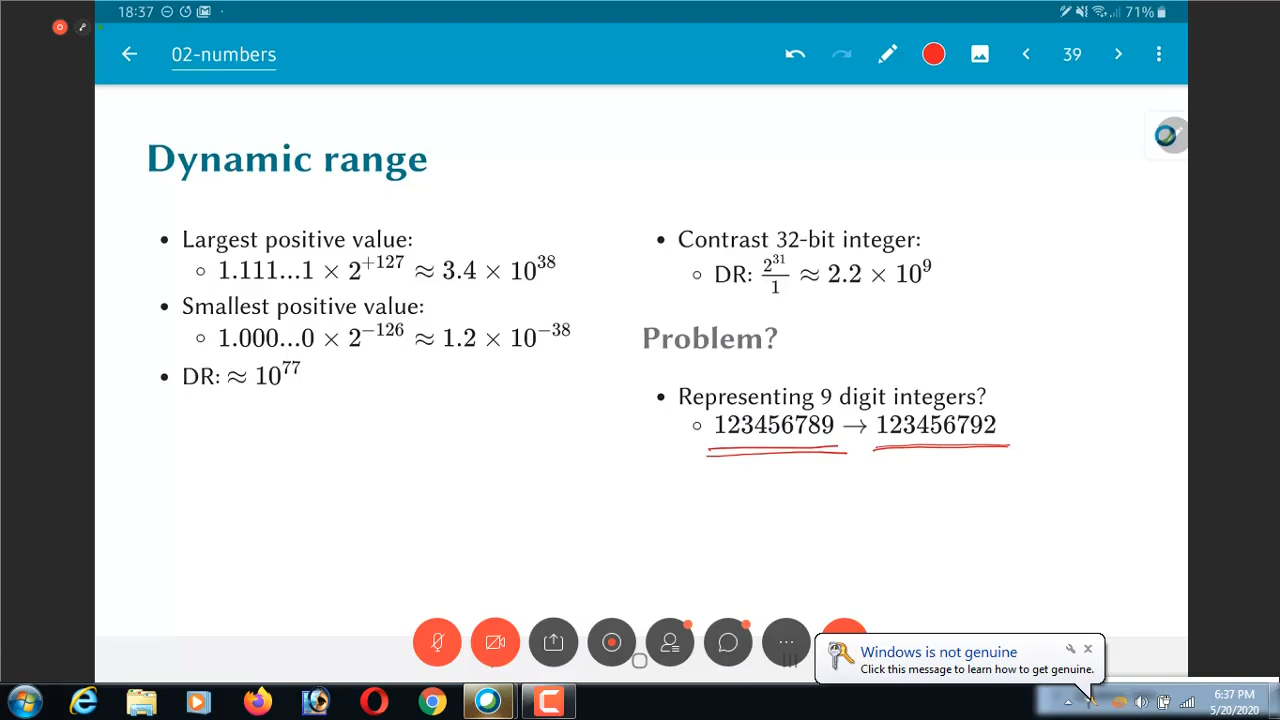 18:37
71%
02-numbers
39
Dynamic range
• Largest positive value:
◦ 1.111...1 × 2^{+127} ≈ 3.4 × 10^{38}
• Smallest positive value:
◦ 1.000...0 × 2^{−126} ≈ 1.2 × 10^{−38}
• DR: ≈ 10^{77}
• Contrast 32-bit integer:
◦ DR: \frac{2^{31}}{1} ≈ 2.2 × 10^{9}
Problem?
• Representing 9 digit integers?
◦ 123456789 → 123456792
Windows is not genuine
Click this message to learn how to get genuine.
6:37 PM
5/20/2020